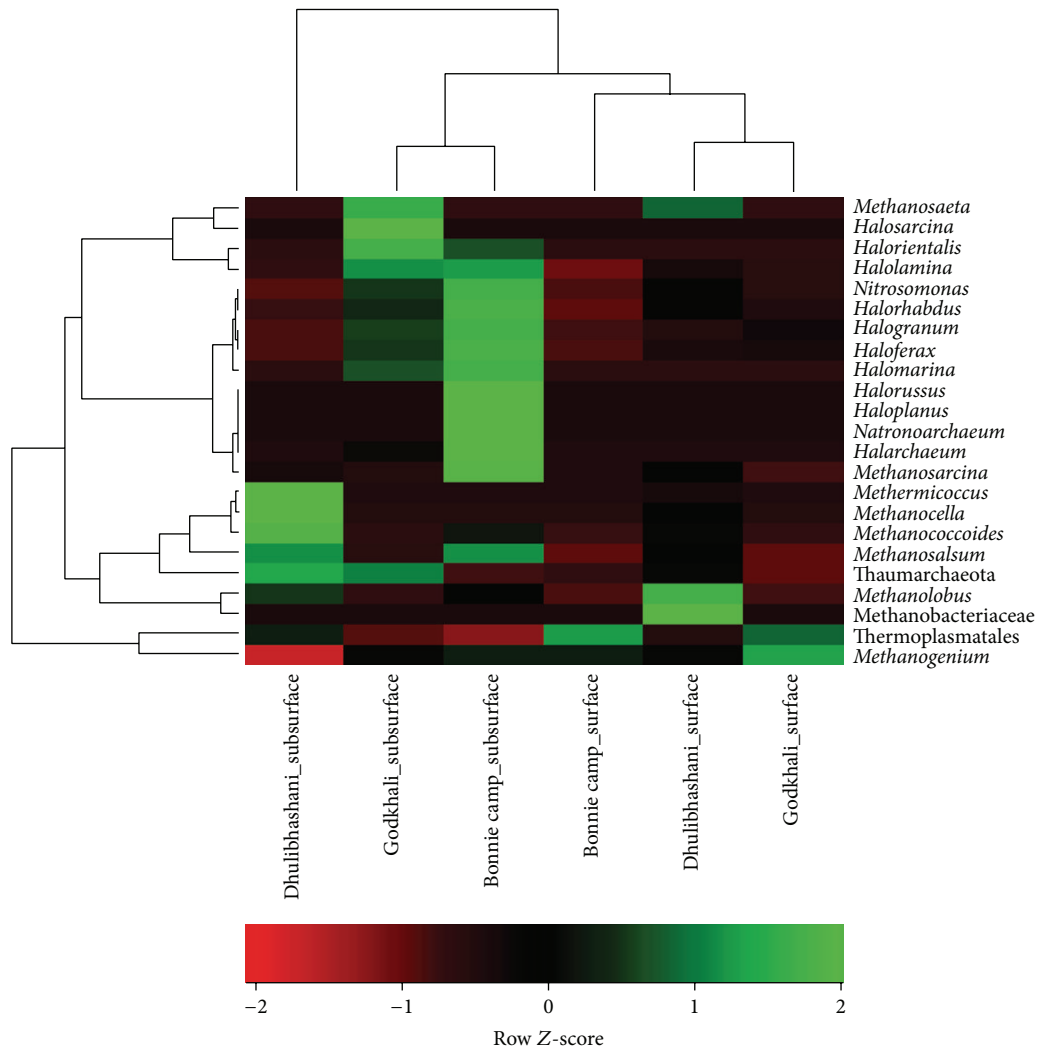 Methanosaeta
Halosarcina
Halorientalis
Halolamina
Nitrosomonas
Halorhabdus
Halogranum
Haloferax
Halomarina
Halorussus
Haloplanus
Natronoarchaeum
Halarchaeum
Methanosarcina
Methermicoccus
Methanocella
Methanococcoides
Methanosalsum
Thaumarchaeota
Methanolobus
Methanobacteriaceae
Thermoplasmatales
Methanogenium
Dhulibhashani_subsurface
Godkhali_subsurface
Bonnie camp_subsurface
Bonnie camp_surface
Dhulibhashani_surface
Godkhali_surface
−2 −1 0 1 2
Row Z-score